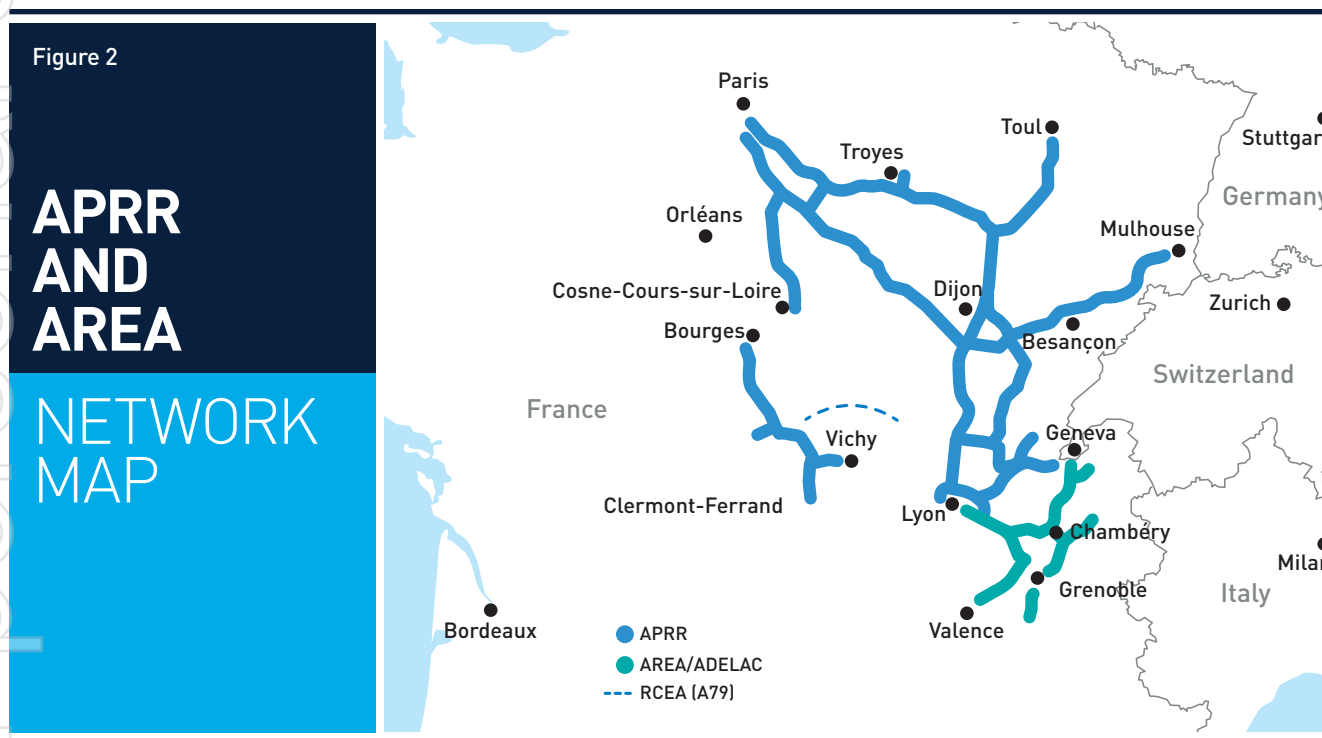 Figure 2
APRR
AND
AREA
NETWORK
MAP
Paris
Toul
Stuttgar
Troyes
Germany
Orléans
Mulhouse
Cosne-Cours-sur-Loire
Dijon
Zurich
Bourges
Besançon
Switzerland
France
Geneva
Vichy
Clermont-Ferrand
Lyon
Chambéry
Milan
Grenoble
Italy
Bordeaux
Valence
APRR
AREA/ADELAC
RCEA (A79)